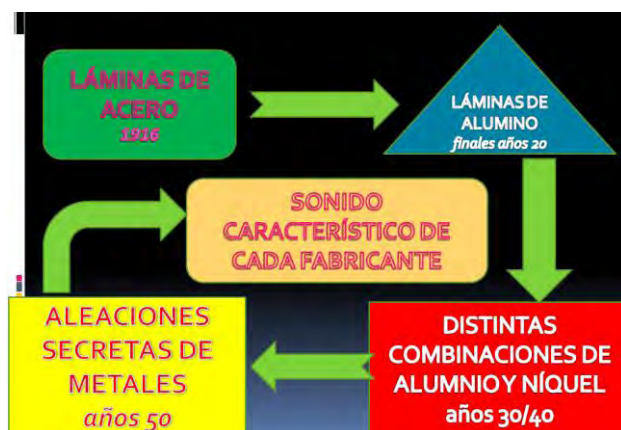 LÁMINAS DE
ACERO
1916
LÁMINAS DE
ALUMINO
finales años 20
SONIDO
CARACTERÍSTICO DE
CADA FABRICANTE
ALEACIONES
SECRETAS DE
METALES
años 50
DISTINTAS
COMBINACIONES DE
ALUMNIO Y NÍQUEL
años 30/40